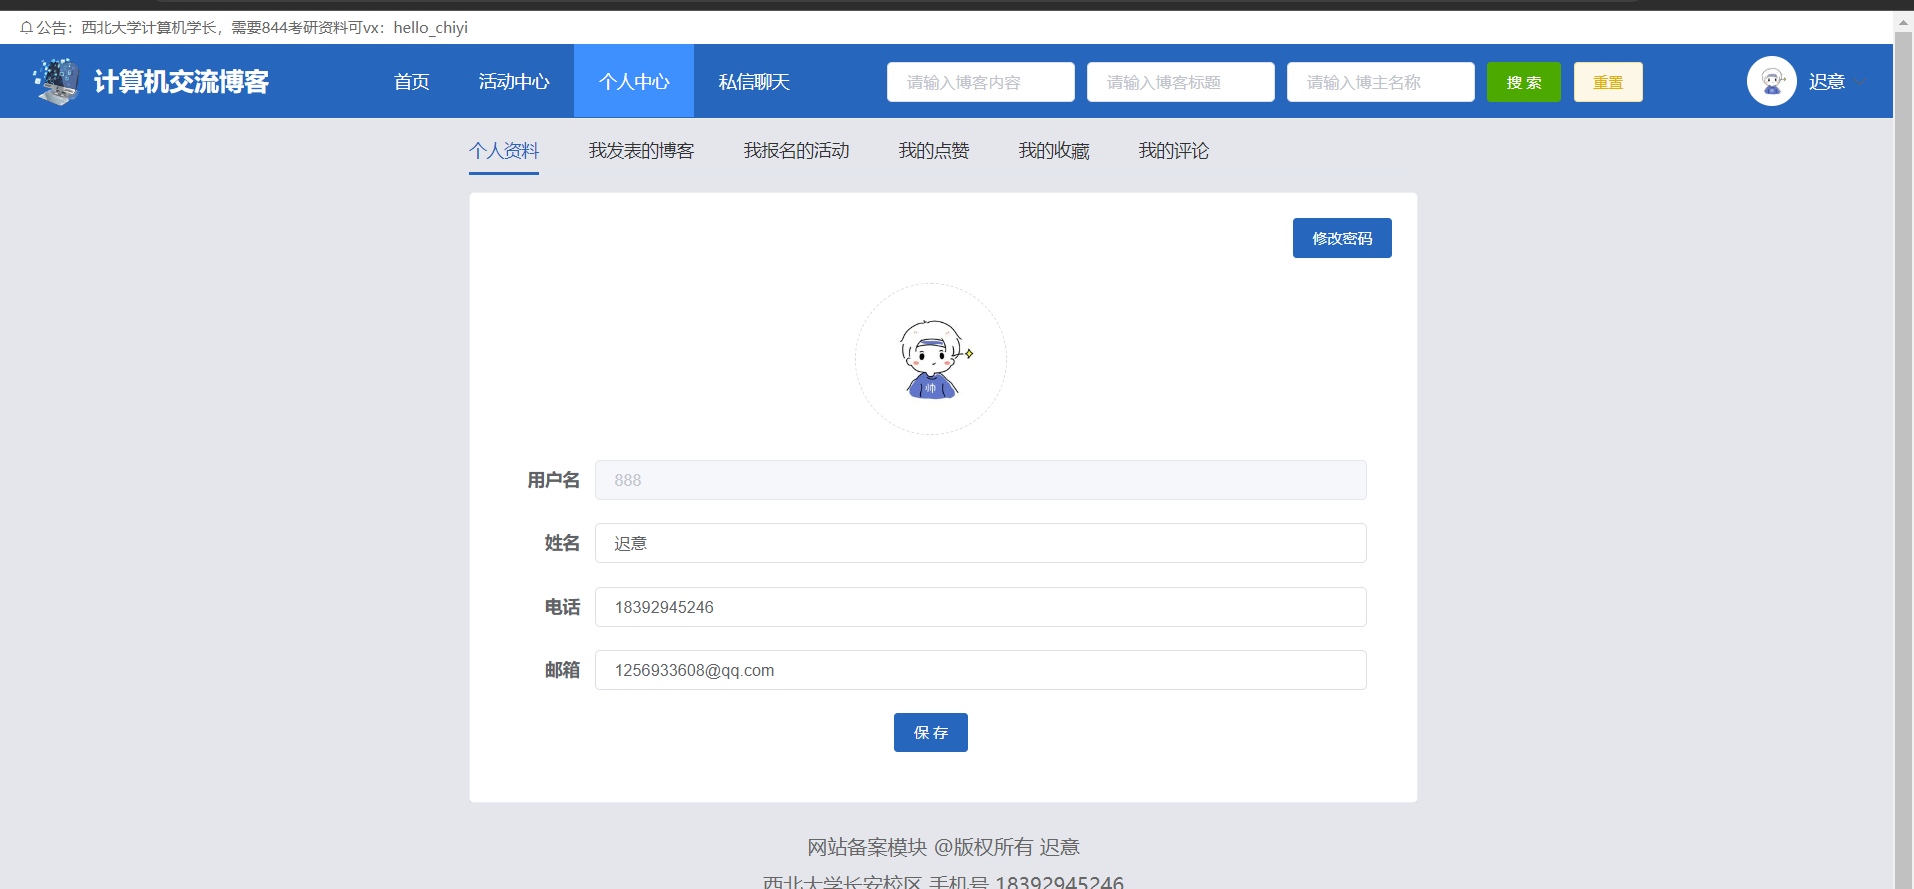 公告：西北大学计算机学长，需要844考研资料可vx：hello_chiyi
计算机交流博客 首页 活动中心 个人中心 私信聊天 请输入博客内容 请输入博客标题 请输入博主名称 搜 索 重置 迟意
个人资料 我发表的博客 我报名的活动 我的点赞 我的收藏 我的评论
修改密码
帅
用户名 888
姓名 迟意
电话 18392945246
邮箱 1256933608@qq.com
保 存
网站备案模块 @版权所有 迟意
西北大学长安校区 手机号 18392945246